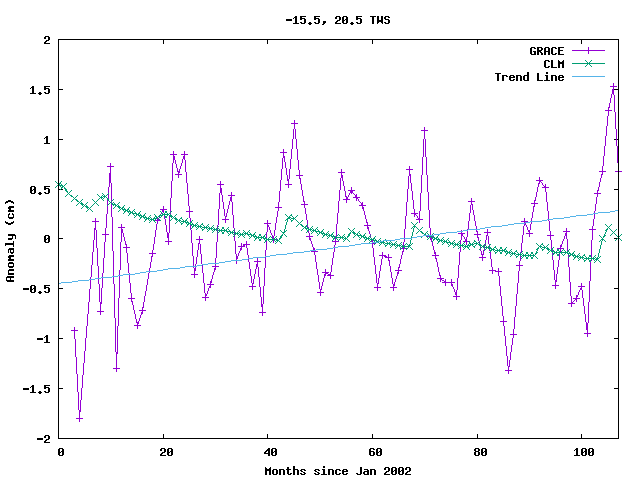 -15.5, 20.5 TWS
GRACE
CLM
Trend Line
2
1.5
1
0.5
0
-0.5
-1
-1.5
-2
Anomaly (cm)
0 20 40 60 80 100
Months since Jan 2002